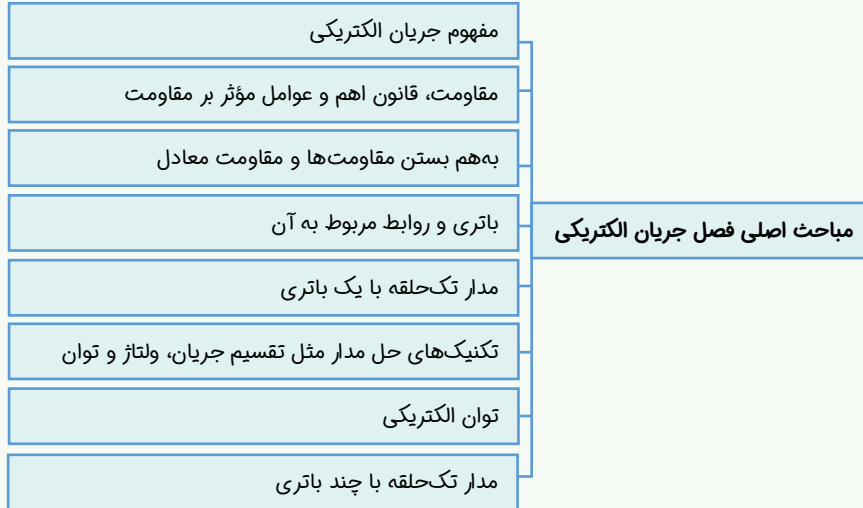 مباحث اصلی فصل جریان الکتریکی
مفهوم جریان الکتریکی
مقاومت، قانون اهم و عوامل مؤثر بر مقاومت
به‌هم بستن مقاومت‌ها و مقاومت معادل
باتری و روابط مربوط به آن
مدار تک‌حلقه با یک باتری
تکنیک‌های حل مدار مثل تقسیم جریان، ولتاژ و توان
توان الکتریکی
مدار تک‌حلقه با چند باتری